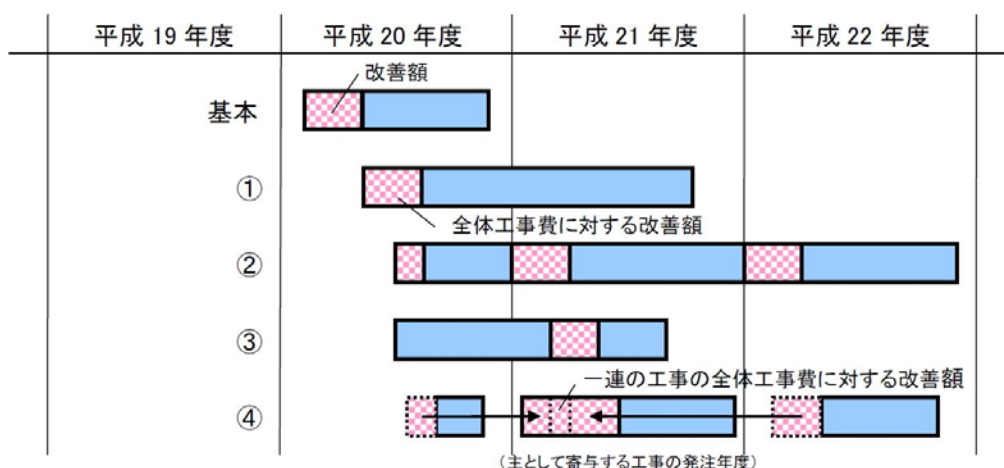 平成 19 年度 平成 20 年度 平成 21 年度 平成 22 年度
改善額
基本
①
全体工事費に対する改善額
②
③
一連の工事の全体工事費に対する改善額
④
(主として寄与する工事の発注年度)